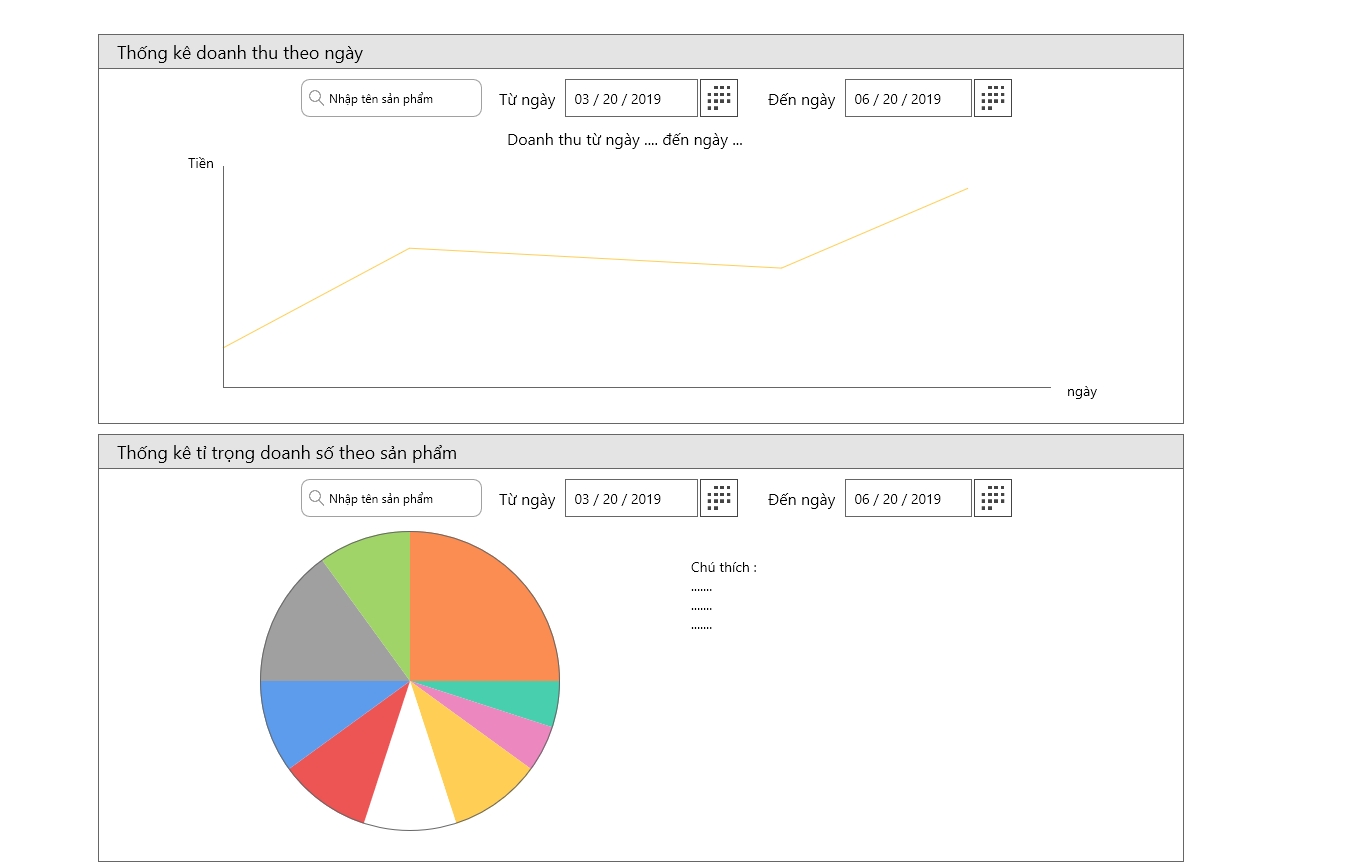 Thống kê doanh thu theo ngày
Nhập tên sản phẩm Từ ngày 03 / 20 / 2019 Đến ngày 06 / 20 / 2019
Doanh thu từ ngày .... đến ngày ...
Tiền
ngày
Thống kê tỉ trọng doanh số theo sản phẩm
Nhập tên sản phẩm Từ ngày 03 / 20 / 2019 Đến ngày 06 / 20 / 2019
Chú thích :
.......
.......
.......